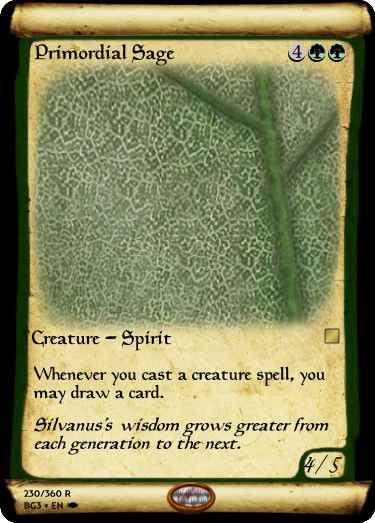 Primordial Sage 4
Creature – Spirit
Whenever you cast a creature spell, you
may draw a card.
Silvanus's wisdom grows greater from
each generation to the next.
4/5
230/360 R
BG3 • EN